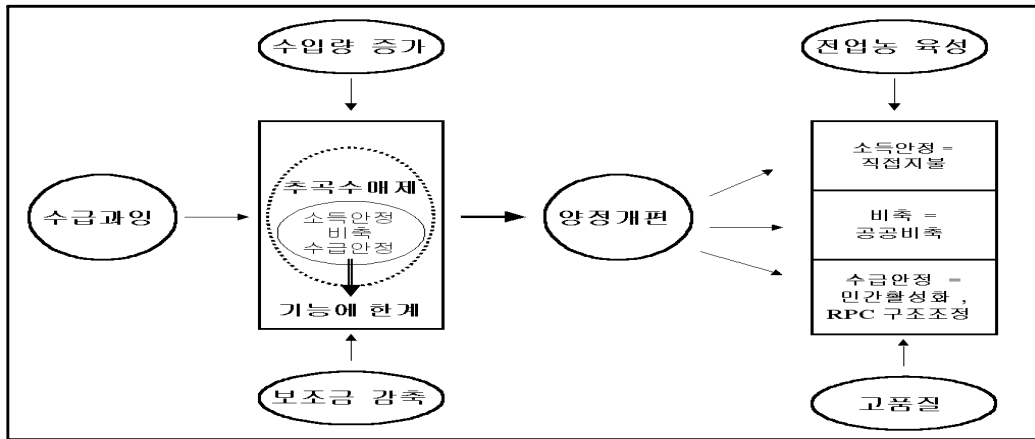 수입량 증가
전업농 육성
수급과잉
추곡수매제
소득안정
비축
수급안정
기능에 한계
양정개편
소득안정 =
직접지불
비축 =
공공비축
수급안정 =
민간활성화 ,
RPC 구조조정
보조금 감축
고품질